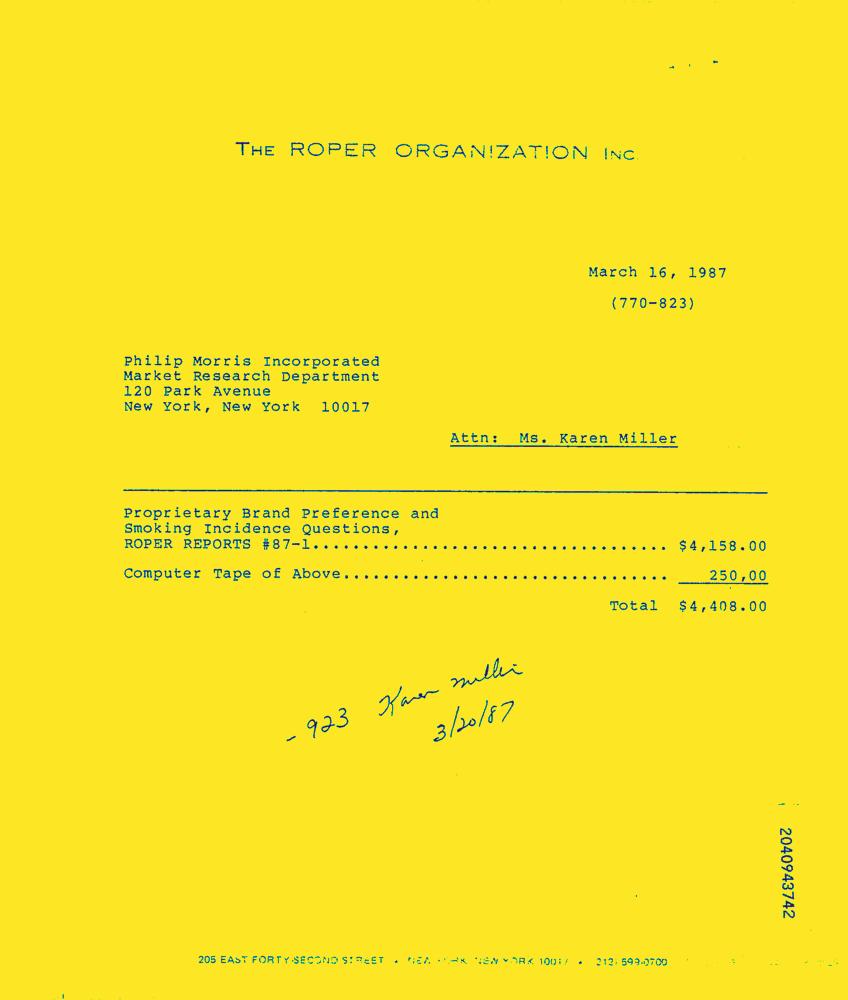 THE ROPER ORGANIZATION INC.
March 16, 1987
(770-823)
Philip Morris Incorporated
Market Research Department
120 Park Avenue
New York, New York 10017
Attn: Ms. Karen Miller
Proprietary Brand Preference and
Smoking Incidence Questions,
ROPER REPORTS #87-1.................................... $4,158.00
Computer Tape of Above................................. 250,00
Total $4,408.00
- 923 Karen Miller
3/20/87
2040943742
205 EAST FORTY-SECOND STREET • NEW YORK, NEW YORK 10017 • 212) 599-0700